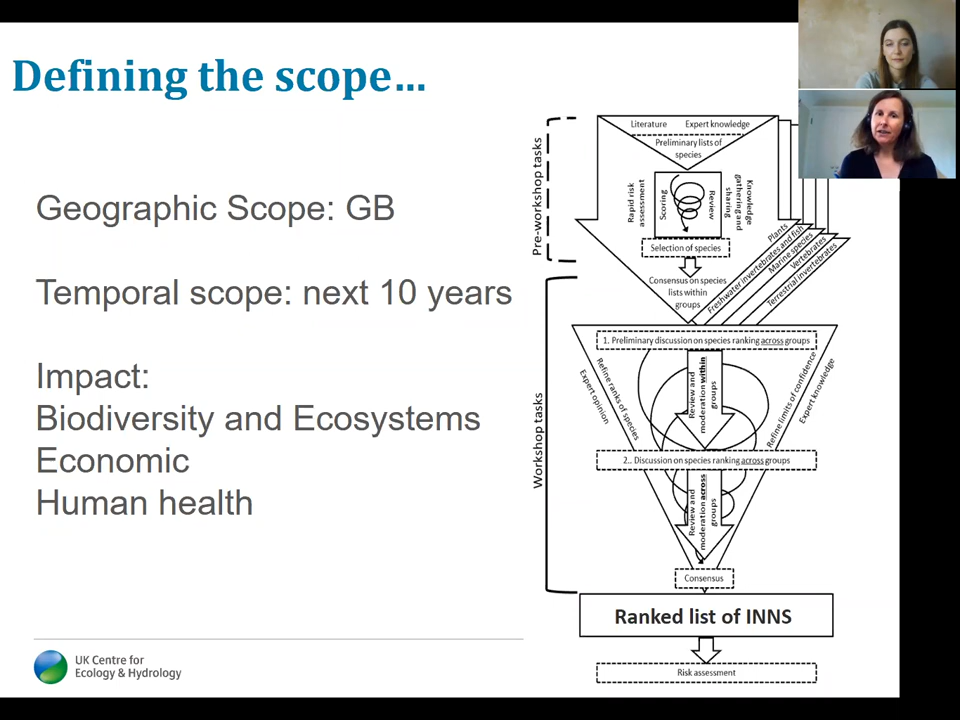 Defining the scope…
Geographic Scope: GB
Temporal scope: next 10 years
Impact:
Biodiversity and Ecosystems
Economic
Human health
UK Centre for
Ecology & Hydrology
Pre-workshop tasks
Literature Expert knowledge
Preliminary lists of
species
Rapid risk
assessment
Scoring
Review
Knowledge
gathering and
sharing
Selection of species
Consensus on species
lists within
groups
Plants
Freshwater invertebrates and fish
Marine species
Vertebrates
Terrestrial invertebrates
Workshop tasks
1. Preliminary discussion on species ranking across groups
Refine ranks of species
Expert opinion
Review and
moderation within
groups
Refine limits of confidence
Expert knowledge
2.. Discussion on species ranking across groups
Review and
moderation across
groups
Consensus
Ranked list of INNS
Risk assessment